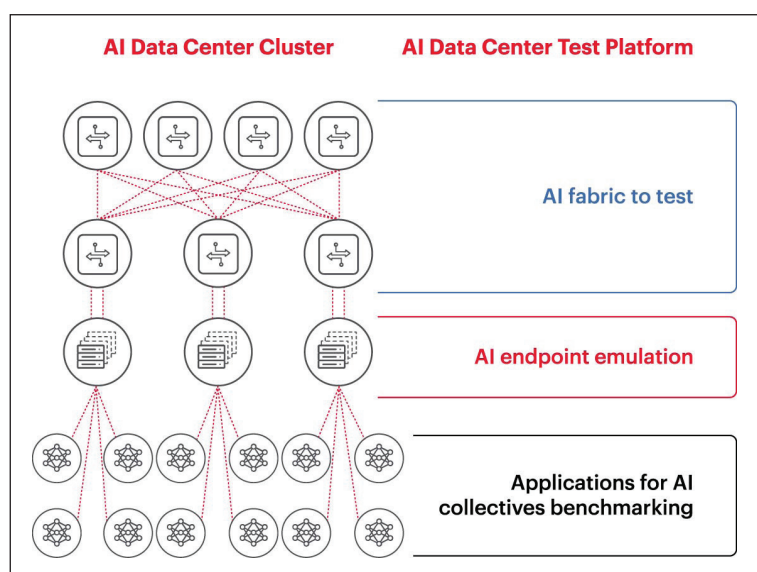 AI Data Center Cluster
AI Data Center Test Platform
AI fabric to test
AI endpoint emulation
Applications for AI
collectives benchmarking